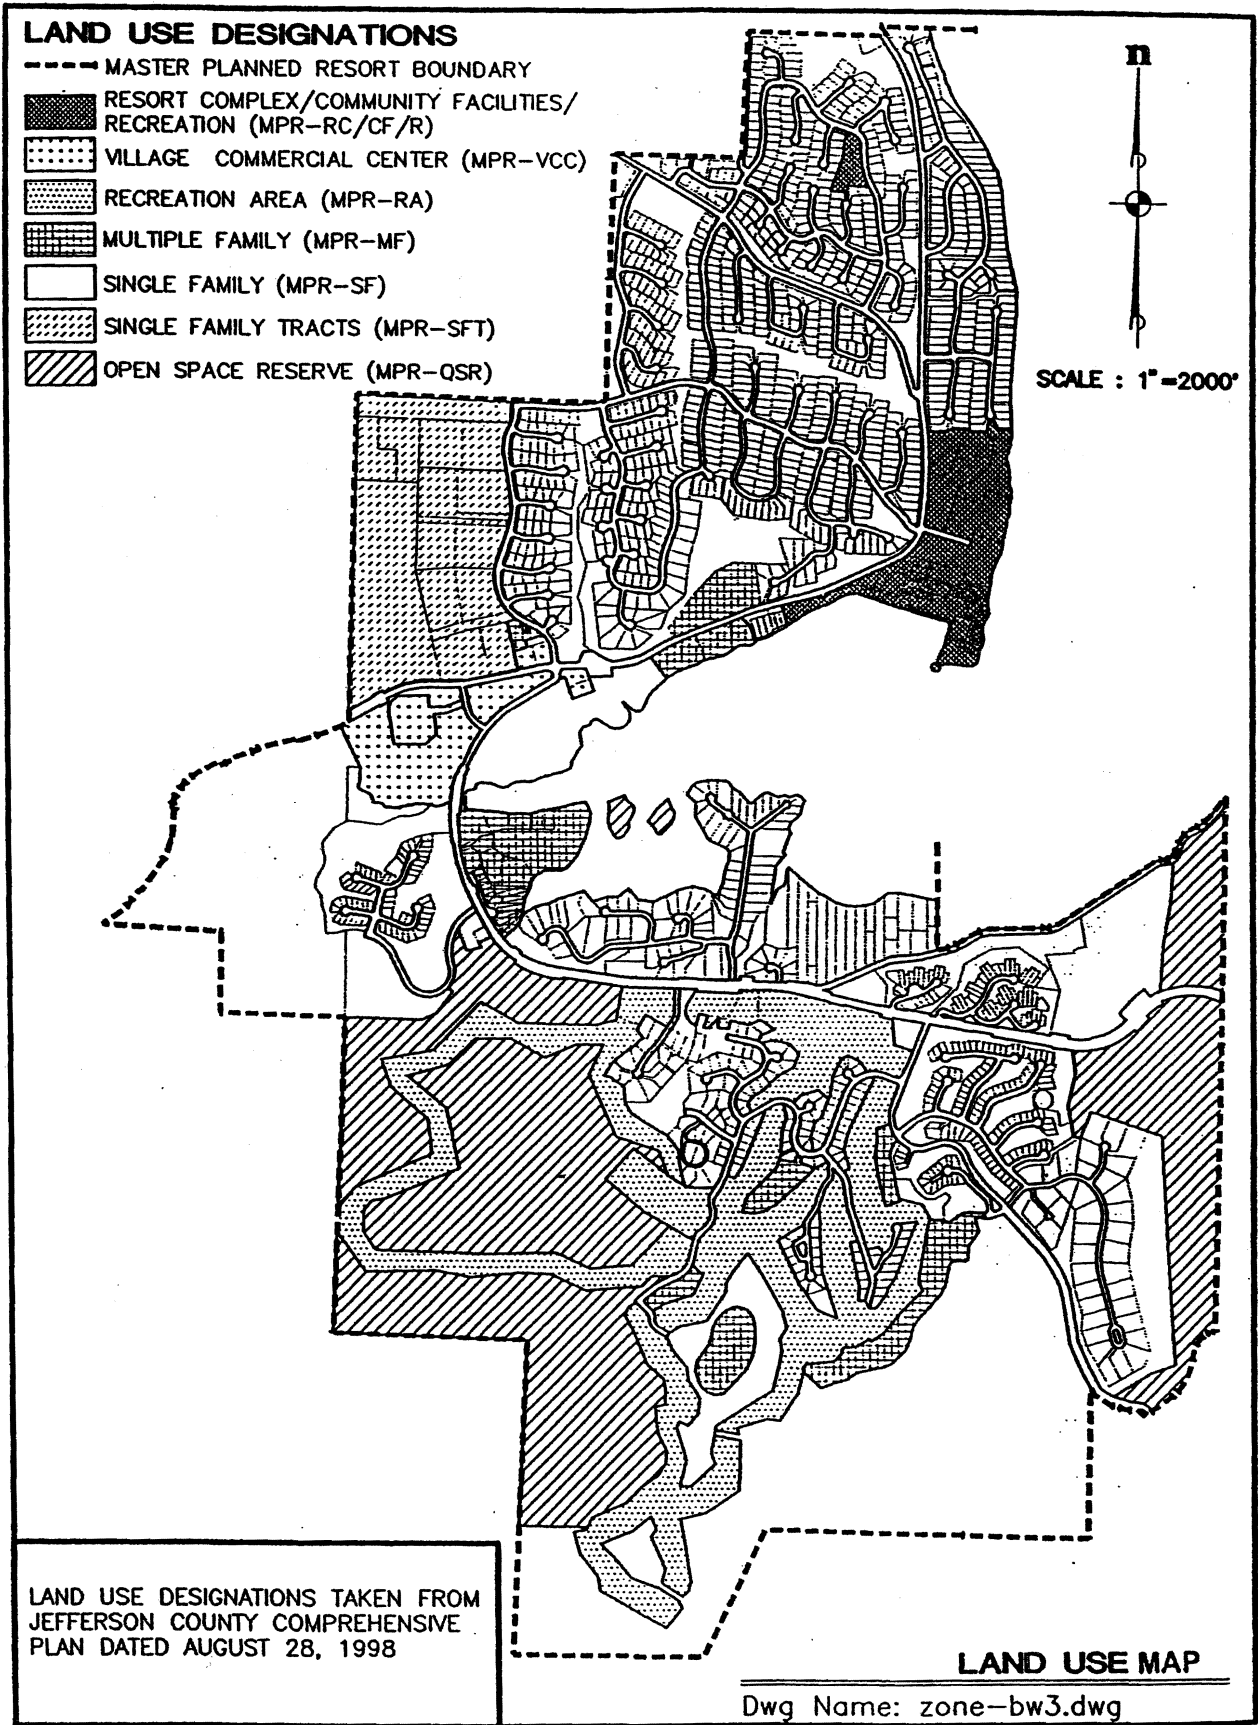 LAND USE DESIGNATIONS
MASTER PLANNED RESORT BOUNDARY
RESORT COMPLEX/COMMUNITY FACILITIES/
RECREATION (MPR-RC/CF/R)
VILLAGE COMMERCIAL CENTER (MPR-VCC)
RECREATION AREA (MPR-RA)
MULTIPLE FAMILY (MPR-MF)
SINGLE FAMILY (MPR-SF)
SINGLE FAMILY TRACTS (MPR-SFT)
OPEN SPACE RESERVE (MPR-OSR)
n
SCALE : 1"=2000'
LAND USE DESIGNATIONS TAKEN FROM
JEFFERSON COUNTY COMPREHENSIVE
PLAN DATED AUGUST 28, 1998
LAND USE MAP
Dwg Name: zone-bw3.dwg